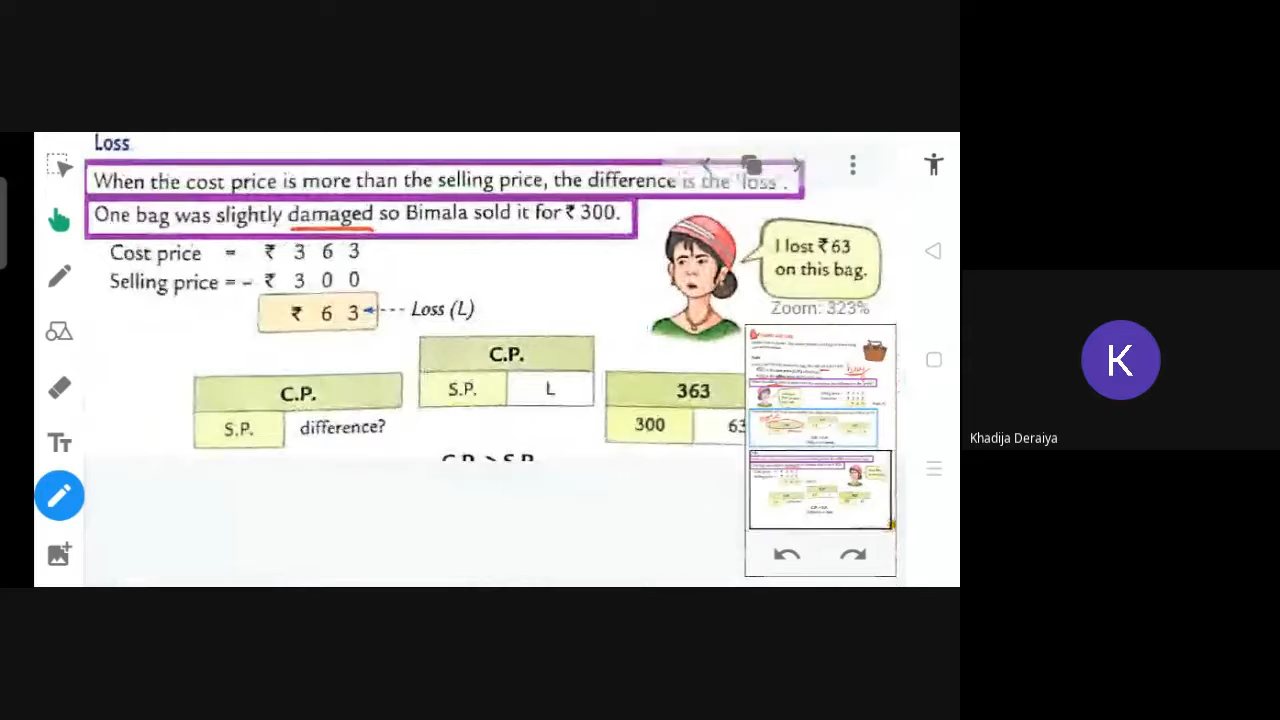 Loss
When the cost price is more than the selling price, the difference is the 'loss'.
One bag was slightly damaged so Bimala sold it for ₹ 300.
Cost price = ₹ 3 6 3
Selling price = - ₹ 3 0 0
₹ 6 3 Loss (L)
I lost ₹ 63
on this bag.
Zoom: 323%
C.P.
S.P. L
C.P.
S.P. difference?
363
300 63
C.P. > S.P.
Tт
K
Khadija Deraiya